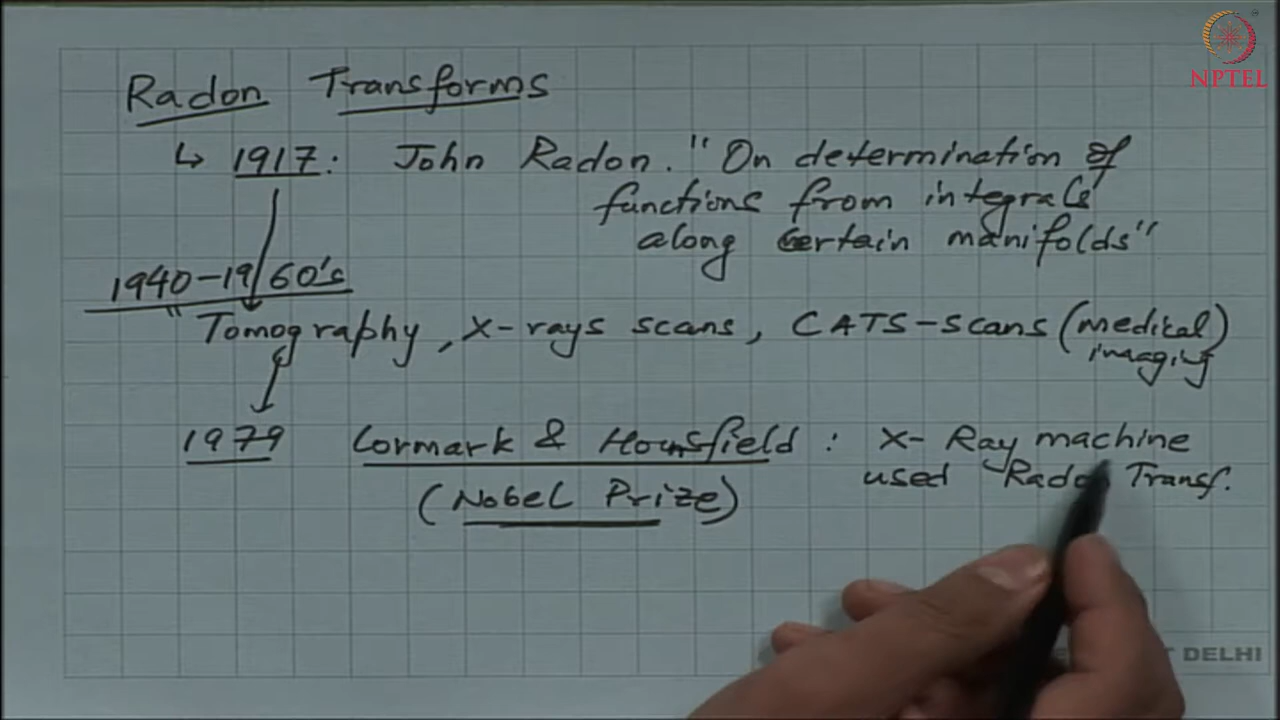 NPTEL
Radon Transforms
↳ 1917: John Radon. "On determination of
functions from integrals
along certain manifolds"
1940-1960's
"Tomography, X-rays scans, CATS-scans (medical
imaging)
1979 Cormark & Hounsfield: X-Ray machine
(Nobel Prize) used Radon Transf.
DELHI